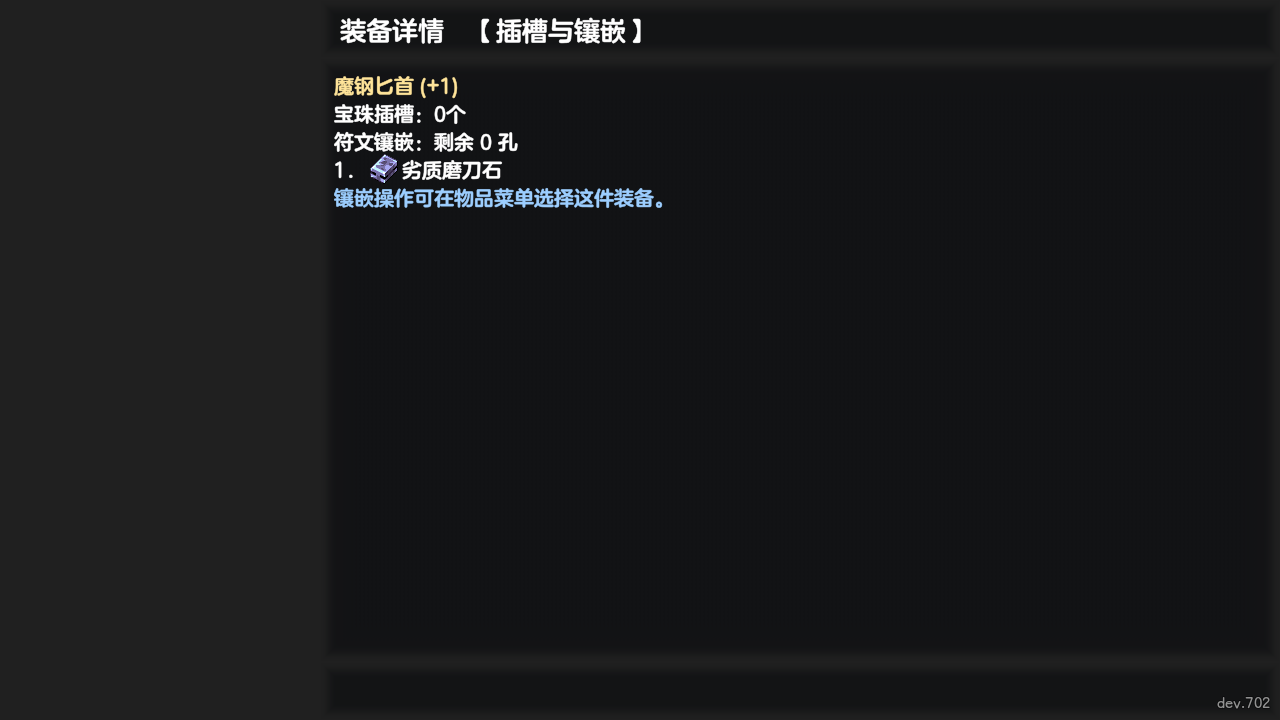 装备详情 【插槽与镶嵌】
魔钢匕首 (+1)
宝珠插槽：0个
符文镶嵌：剩余 0 孔
1. 劣质磨刀石
镶嵌操作可在物品菜单选择这件装备。
dev.702